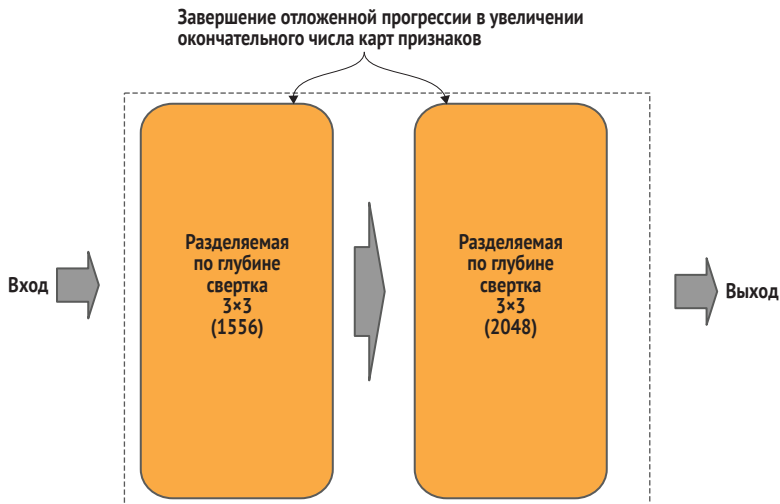 Завершение отложенной прогрессии в увеличении
окончательного числа карт признаков
Вход
Разделяемая
по глубине
свертка
3×3
(1556)
Разделяемая
по глубине
свертка
3×3
(2048)
Выход